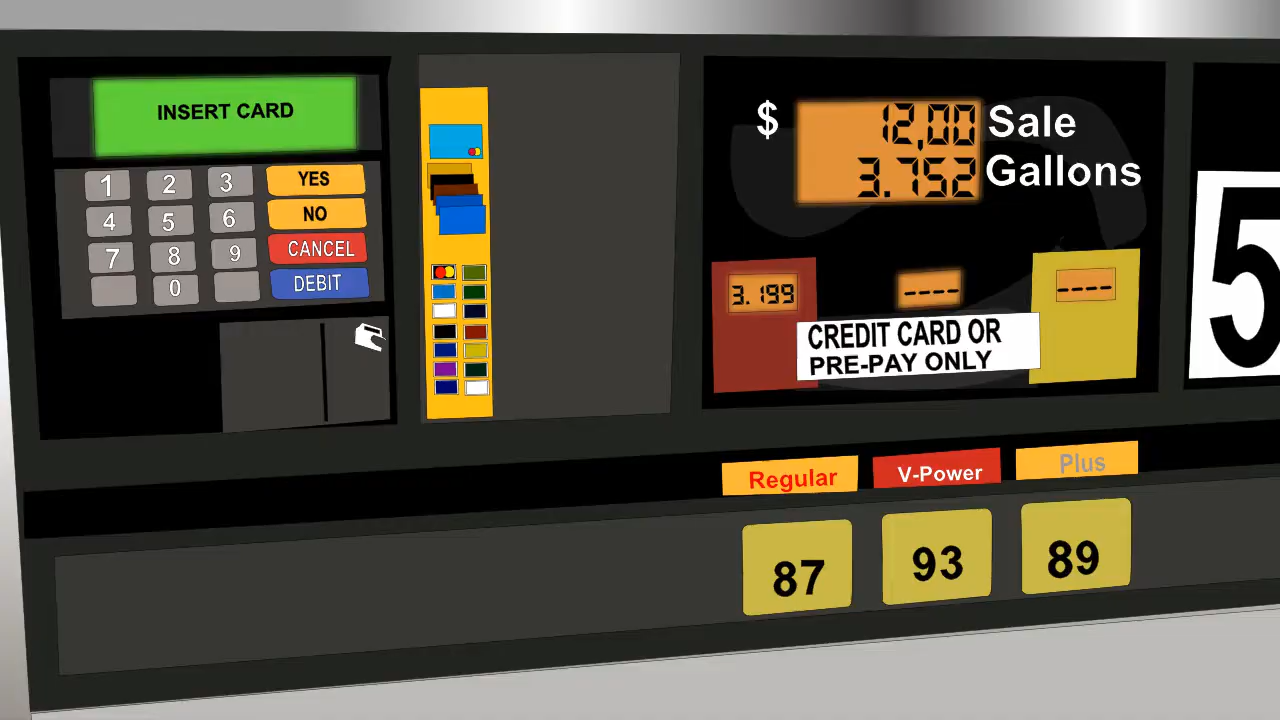 INSERT CARD
1 2 3 YES
4 5 6 NO
7 8 9 CANCEL
0 DEBIT
$ 12,00 Sale
3.752 Gallons
3.199 ---- ----
CREDIT CARD OR
PRE-PAY ONLY
5
Regular V-Power Plus
87 93 89